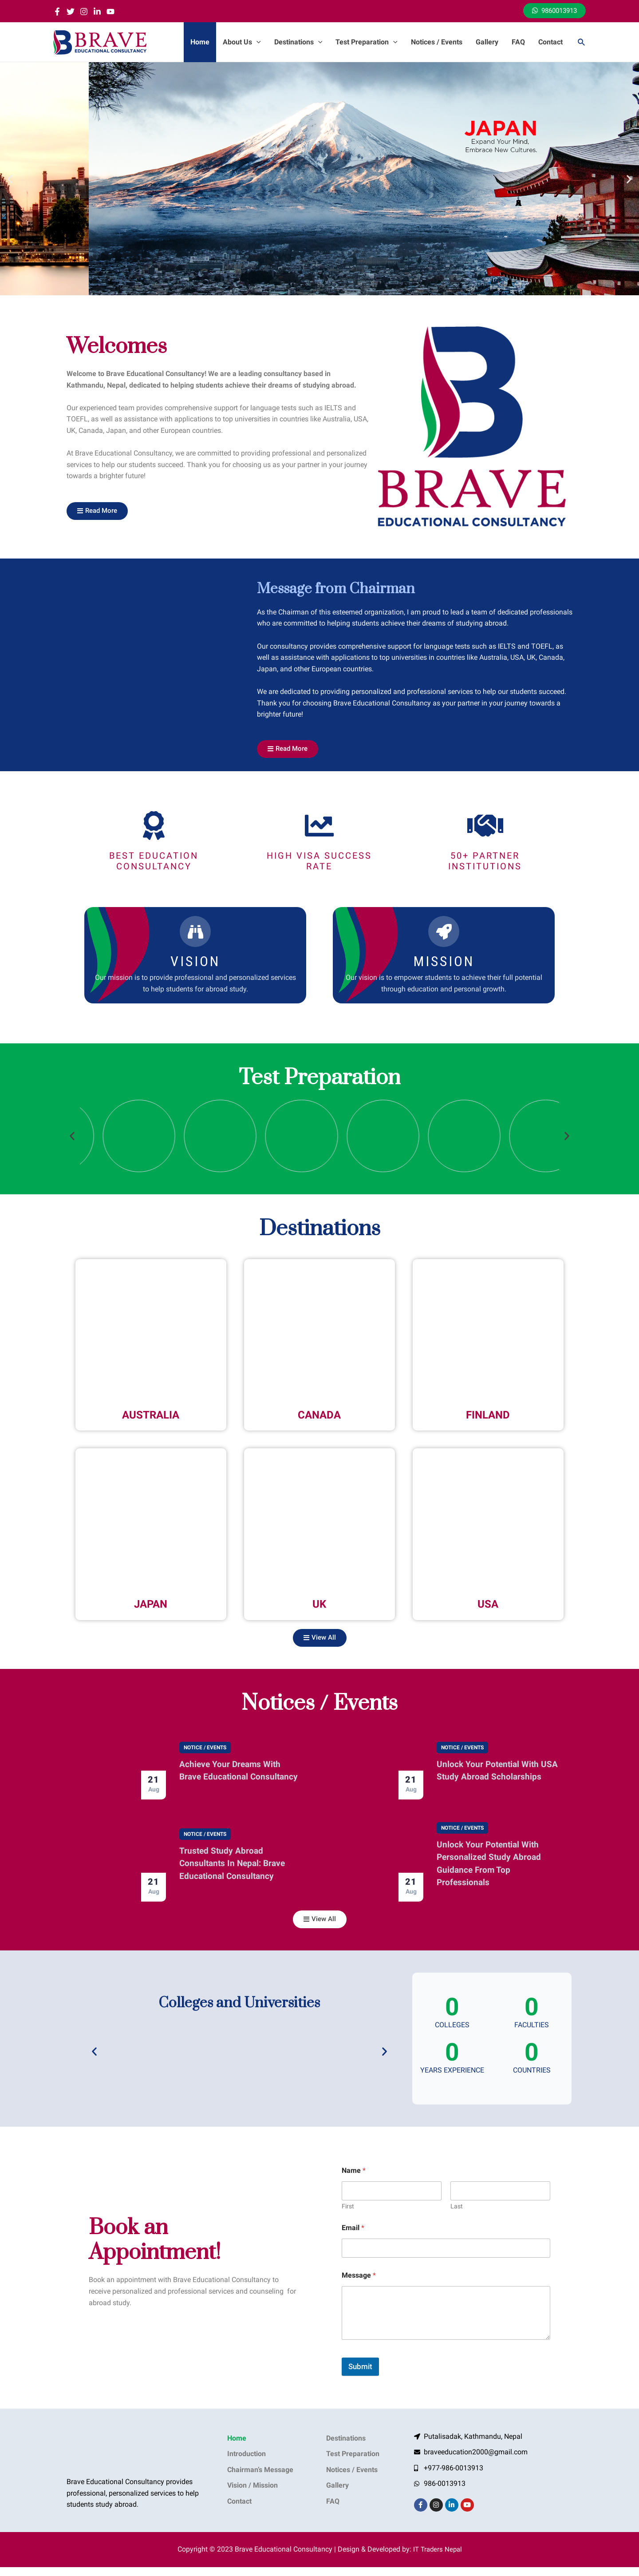 9860013913
BRAVE
EDUCATIONAL CONSULTANCY
Home
About Us
Destinations
Test Preparation
Notices / Events
Gallery
FAQ
Contact
JAPAN
Expand Your Mind,
Embrace New Cultures.
Welcomes
Welcome to Brave Educational Consultancy! We are a leading consultancy based in
Kathmandu, Nepal, dedicated to helping students achieve their dreams of studying abroad.
Our experienced team provides comprehensive support for language tests such as IELTS and
TOEFL, as well as assistance with applications to top universities in countries like Australia, USA,
UK, Canada, Japan, and other European countries.
At Brave Educational Consultancy, we are committed to providing professional and personalized
services to help our students succeed. Thank you for choosing us as your partner in your journey
towards a brighter future!
Read More
BRAVE
EDUCATIONAL CONSULTANCY
Message from Chairman
As the Chairman of this esteemed organization, I am proud to lead a team of dedicated professionals
who are committed to helping students achieve their dreams of studying abroad.
Our consultancy provides comprehensive support for language tests such as IELTS and TOEFL, as
well as assistance with applications to top universities in countries like Australia, USA, UK, Canada,
Japan, and other European countries.
We are dedicated to providing personalized and professional services to help our students succeed.
Thank you for choosing Brave Educational Consultancy as your partner in your journey towards a
brighter future!
Read More
BEST EDUCATION
CONSULTANCY
HIGH VISA SUCCESS
RATE
50+ PARTNER
INSTITUTIONS
VISION
Our mission is to provide professional and personalized services
to help students for abroad study.
MISSION
Our vision is to empower students to achieve their full potential
through education and personal growth.
Test Preparation
Destinations
AUSTRALIA
CANADA
FINLAND
JAPAN
UK
USA
View All
Notices / Events
NOTICE / EVENTS
Achieve Your Dreams With
Brave Educational Consultancy
21
Aug
NOTICE / EVENTS
Unlock Your Potential With USA
Study Abroad Scholarships
21
Aug
NOTICE / EVENTS
Trusted Study Abroad
Consultants In Nepal: Brave
Educational Consultancy
21
Aug
NOTICE / EVENTS
Unlock Your Potential With
Personalized Study Abroad
Guidance From Top
Professionals
21
Aug
View All
Colleges and Universities
0
COLLEGES
0
FACULTIES
0
YEARS EXPERIENCE
0
COUNTRIES
Book an
Appointment!
Book an appointment with Brave Educational Consultancy to
receive personalized and professional services and counseling for
abroad study.
Name *
First
Last
Email *
Message *
Submit
Brave Educational Consultancy provides
professional, personalized services to help
students study abroad.
Home
Introduction
Chairman's Message
Vision / Mission
Contact
Destinations
Test Preparation
Notices / Events
Gallery
FAQ
Putalisadak, Kathmandu, Nepal
braveeducation2000@gmail.com
+977-986-0013913
986-0013913
Copyright © 2023 Brave Educational Consultancy | Design & Developed by: IT Traders Nepal